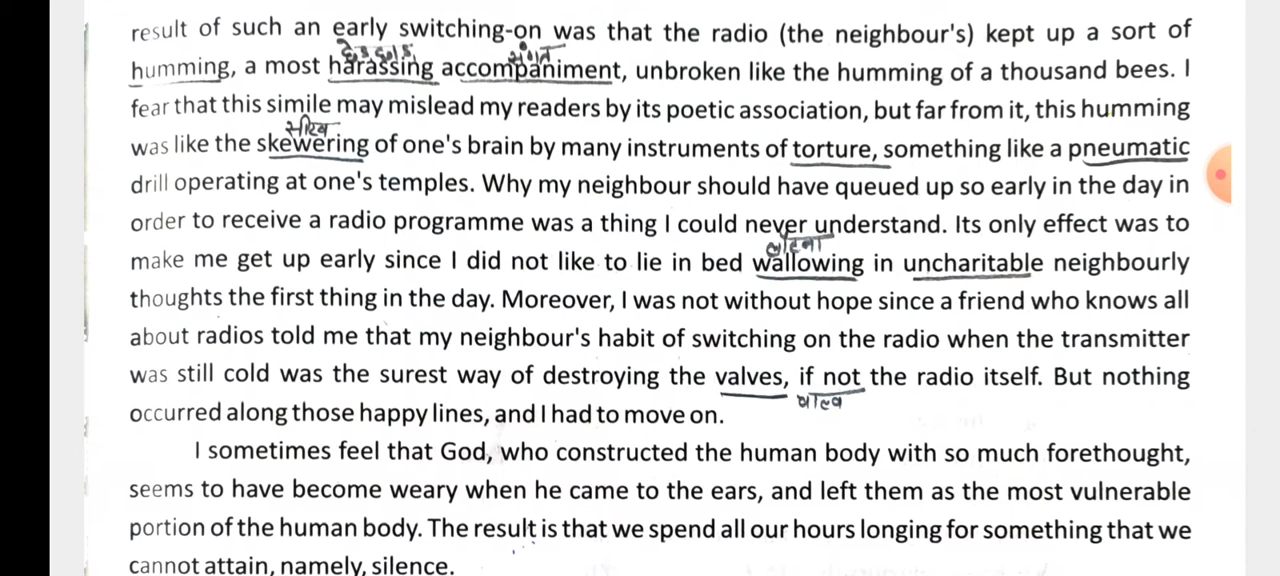 result of such an early switching-on was that the radio (the neighbour's) kept up a sort of
humming, a most harassing accompaniment, unbroken like the humming of a thousand bees. I
fear that this simile may mislead my readers by its poetic association, but far from it, this humming
was like the skewering of one's brain by many instruments of torture, something like a pneumatic
drill operating at one's temples. Why my neighbour should have queued up so early in the day in
order to receive a radio programme was a thing I could never understand. Its only effect was to
make me get up early since I did not like to lie in bed wallowing in uncharitable neighbourly
thoughts the first thing in the day. Moreover, I was not without hope since a friend who knows all
about radios told me that my neighbour's habit of switching on the radio when the transmitter
was still cold was the surest way of destroying the valves, if not the radio itself. But nothing
occurred along those happy lines, and I had to move on.
I sometimes feel that God, who constructed the human body with so much forethought,
seems to have become weary when he came to the ears, and left them as the most vulnerable
portion of the human body. The result is that we spend all our hours longing for something that we
cannot attain, namely, silence.